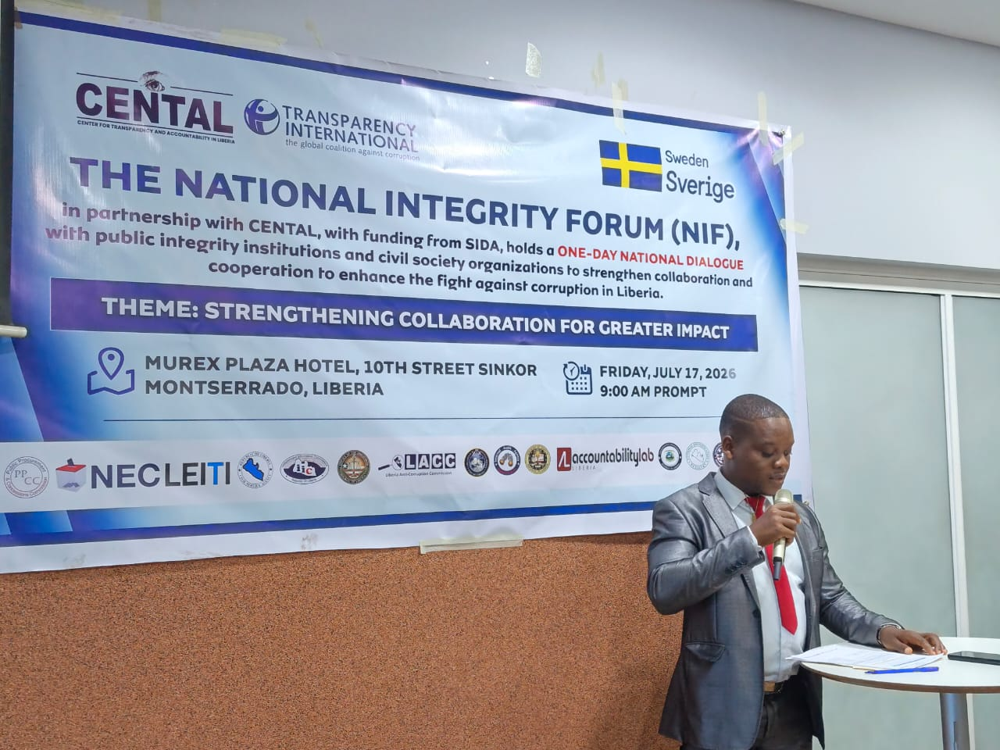 CENTAL
CENTER FOR TRANSPARENCY AND ACCOUNTABILITY IN LIBERIA
TRANSPARENCY
INTERNATIONAL
the global coalition against corruption
Sweden
Sverige
THE NATIONAL INTEGRITY FORUM (NIF),
in partnership with CENTAL, with funding from SIDA, holds a ONE-DAY NATIONAL DIALOGUE
with public integrity institutions and civil society organizations to strengthen collaboration and
cooperation to enhance the fight against corruption in Liberia.
THEME: STRENGTHENING COLLABORATION FOR GREATER IMPACT
MUREX PLAZA HOTEL, 10TH STREET SINKOR
MONTSERRADO, LIBERIA
FRIDAY, JULY 17, 2026
9:00 AM PROMPT
PPCC
NEC
LEITI
LACC
Liberia Anti-Corruption Commission
accountabilitylab
LIBERIA